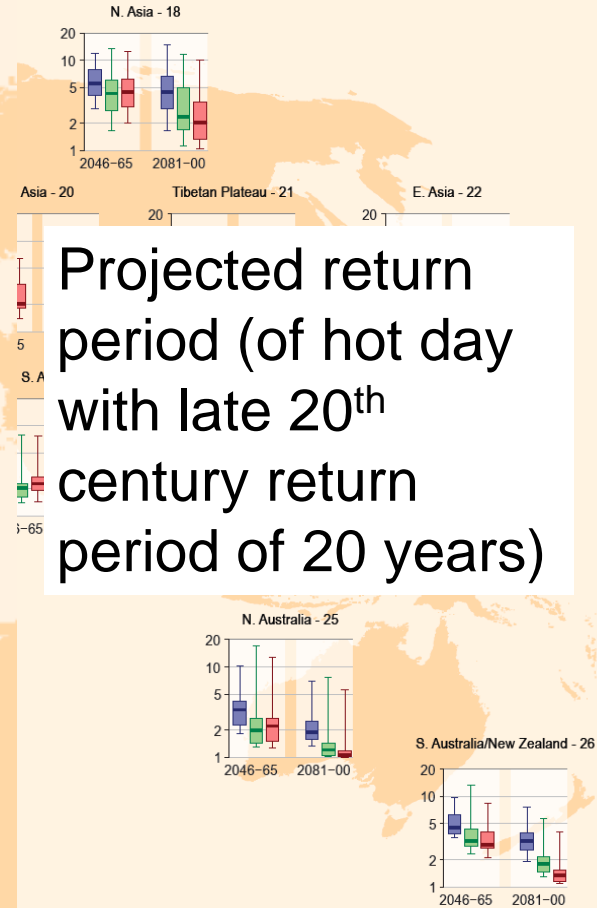 N. Asia - 18
20
10
5
2
1
2046−65 2081−00
Asia - 20
Tibetan Plateau - 21
E. Asia - 22
20
20
Projected return
period (of hot day
with late 20th
century return
period of 20 years)
5
S. A
6−65
N. Australia - 25
20
10
5
2
1
2046−65 2081−00
S. Australia/New Zealand - 26
20
10
5
2
1
2046−65 2081−00